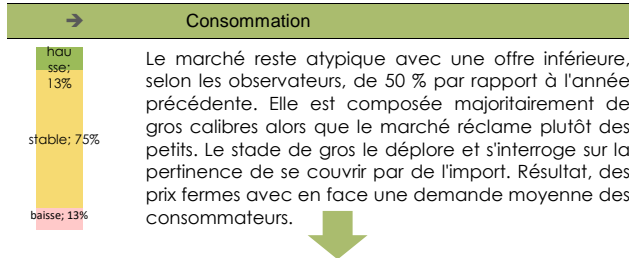 ➔ Consommation
hau
sse;
13%
stable; 75%
baisse; 13%
Le marché reste atypique avec une offre inférieure,
selon les observateurs, de 50 % par rapport à l'année
précédente. Elle est composée majoritairement de
gros calibres alors que le marché réclame plutôt des
petits. Le stade de gros le déplore et s'interroge sur la
pertinence de se couvrir par de l'import. Résultat, des
prix fermes avec en face une demande moyenne des
consommateurs.